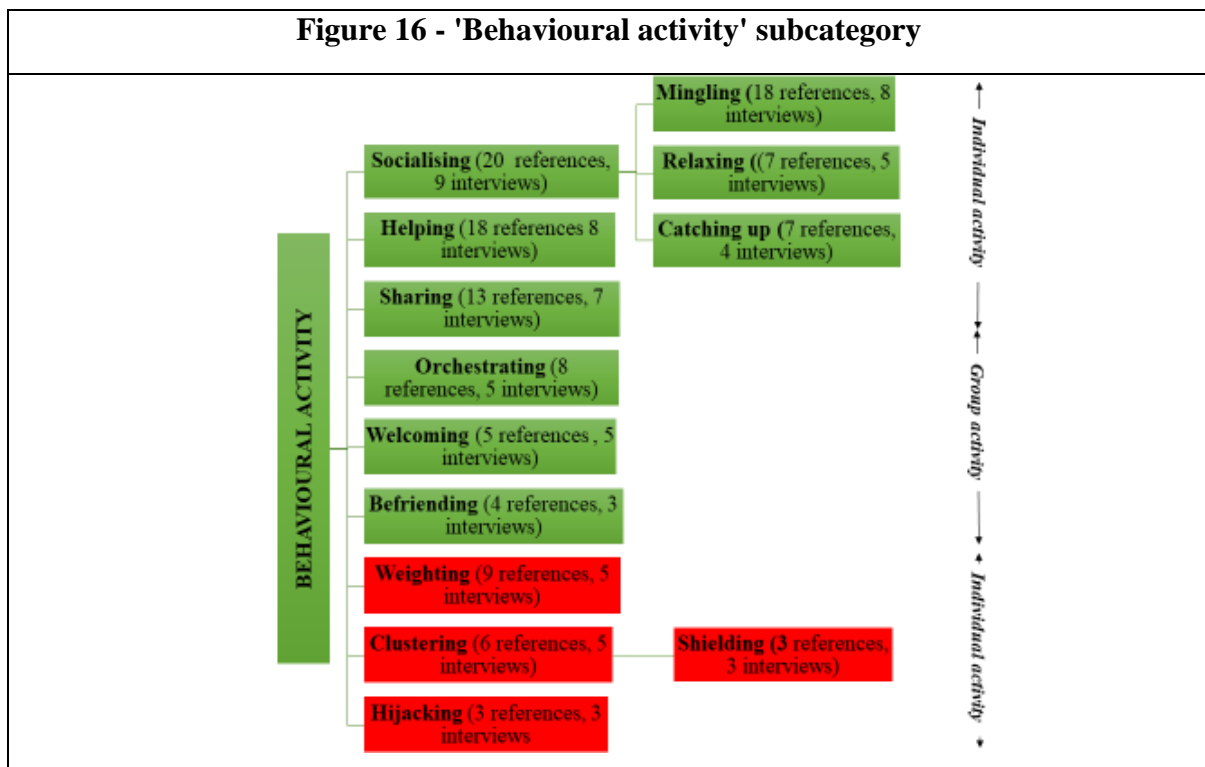 Figure 16 - 'Behavioural activity' subcategory
BEHAVIOURAL ACTIVITY
Socialising (20 references,
9 interviews)
Mingling (18 references, 8
interviews)
Relaxing ((7 references, 5
interviews)
Catching up (7 references,
4 interviews)
Helping (18 references 8
interviews)
Sharing (13 references, 7
interviews)
Orchestrating (8
references, 5 interviews)
Welcoming (5 references , 5
interviews)
Befriending (4 references, 3
interviews)
Weighting (9 references, 5
interviews)
Clustering (6 references, 5
interviews)
Shielding (3 references,
3 interviews)
Hijacking (3 references, 3
interviews
Individual activity
Group activity
Individual activity